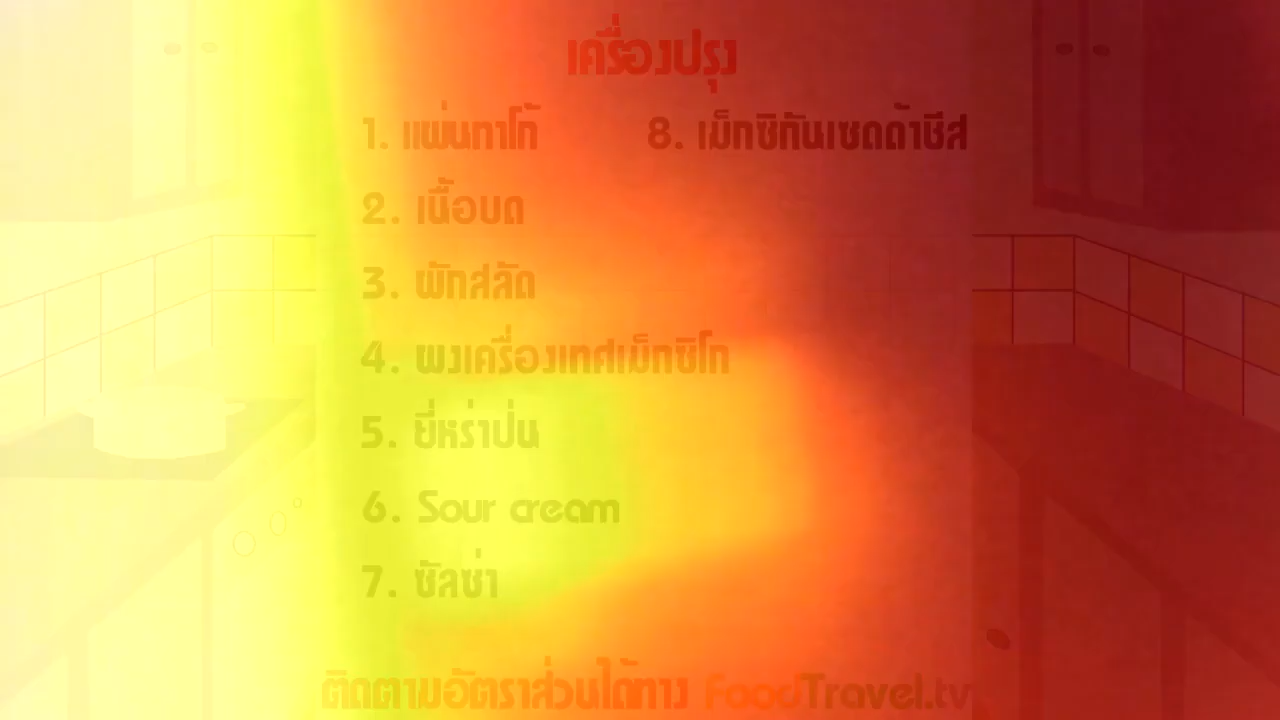 เครื่องปรุง
1. แผ่นทาโก้
8. เม็กซิกันเชดด้าชีส
2. เนื้อบด
3. ผักสลัด
4. ผงเครื่องเทศเม็กซิโก
5. ยี่หร่าป่น
6. Sour cream
7. ซัลซ่า
ติดตามอัตราส่วนได้ทาง FoodTravel.tv